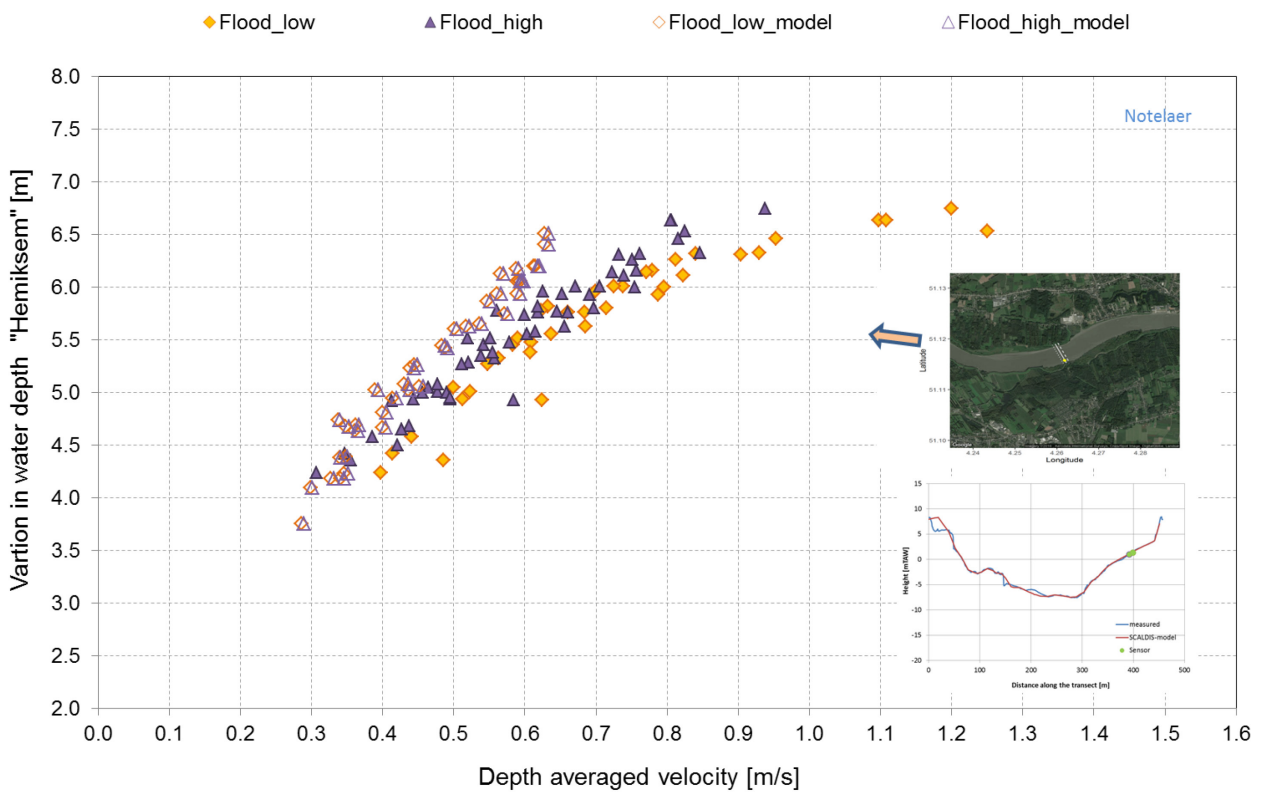 Flood_low Flood_high Flood_low_model Flood_high_model
8.0
7.5
7.0
6.5
6.0
5.5
5.0
4.5
4.0
3.5
3.0
2.5
2.0
Vartion in water depth "Hemiksem" [m]
0.0 0.1 0.2 0.3 0.4 0.5 0.6 0.7 0.8 0.9 1.0 1.1 1.2 1.3 1.4 1.5 1.6
Depth averaged velocity [m/s]
Notelaer
51.13
51.12
51.11
51.10
Latitude
4.24 4.25 4.26 4.27 4.28
Longitude
Google
15
10
5
0
-5
-10
-15
-20
Height [mTAW]
measured
SCALDIS-model
Sensor
0 100 200 300 400 500
Distance along the transect [m]